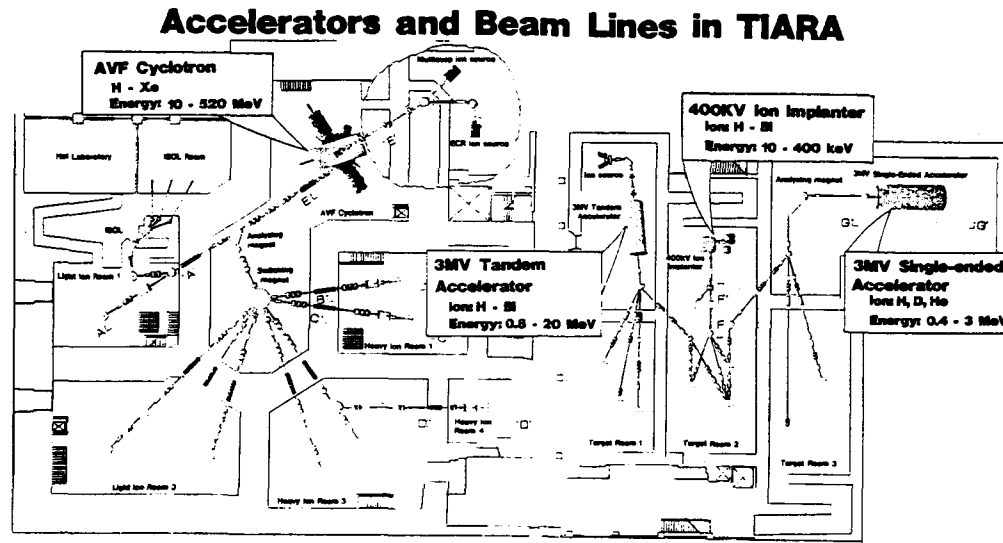 Accelerators and Beam Lines in TIARA
AVF Cyclotron
H - Xe
Energy: 10 - 520 MeV
Multicusp ion source
ECR ion source
Hot Laboratory
ISOL Room
ISOL
AVF Cyclotron
Analysing magnet
Switching magnet
Light Ion Room 1
Heavy Ion Room 1
Light Ion Room 2
Heavy Ion Room 3
Heavy Ion Room 4
Ion source
3MV Tandem Accelerator
3MV Tandem
Accelerator
Ion: H - Bi
Energy: 0.8 - 20 MeV
400KV Ion Implanter
Ion: H - Bi
Energy: 10 - 400 keV
400kV Ion Implanter
Analysing magnet
3MV Single-Ended Accelerator
3MV Single-ended
Accelerator
Ion: H, D, He
Energy: 0.4 - 3 MeV
Target Room 1
Target Room 2
Target Room 3